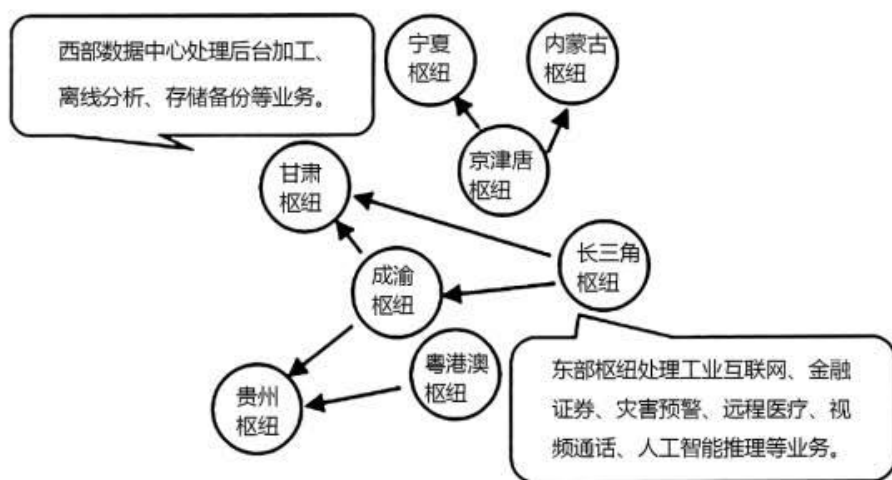 西部数据中心处理后台加工、
离线分析、存储备份等业务。
宁夏
枢纽
内蒙古
枢纽
京津唐
枢纽
甘肃
枢纽
长三角
枢纽
成渝
枢纽
粤港澳
枢纽
贵州
枢纽
东部枢纽处理工业互联网、金融
证券、灾害预警、远程医疗、视
频通话、人工智能推理等业务。